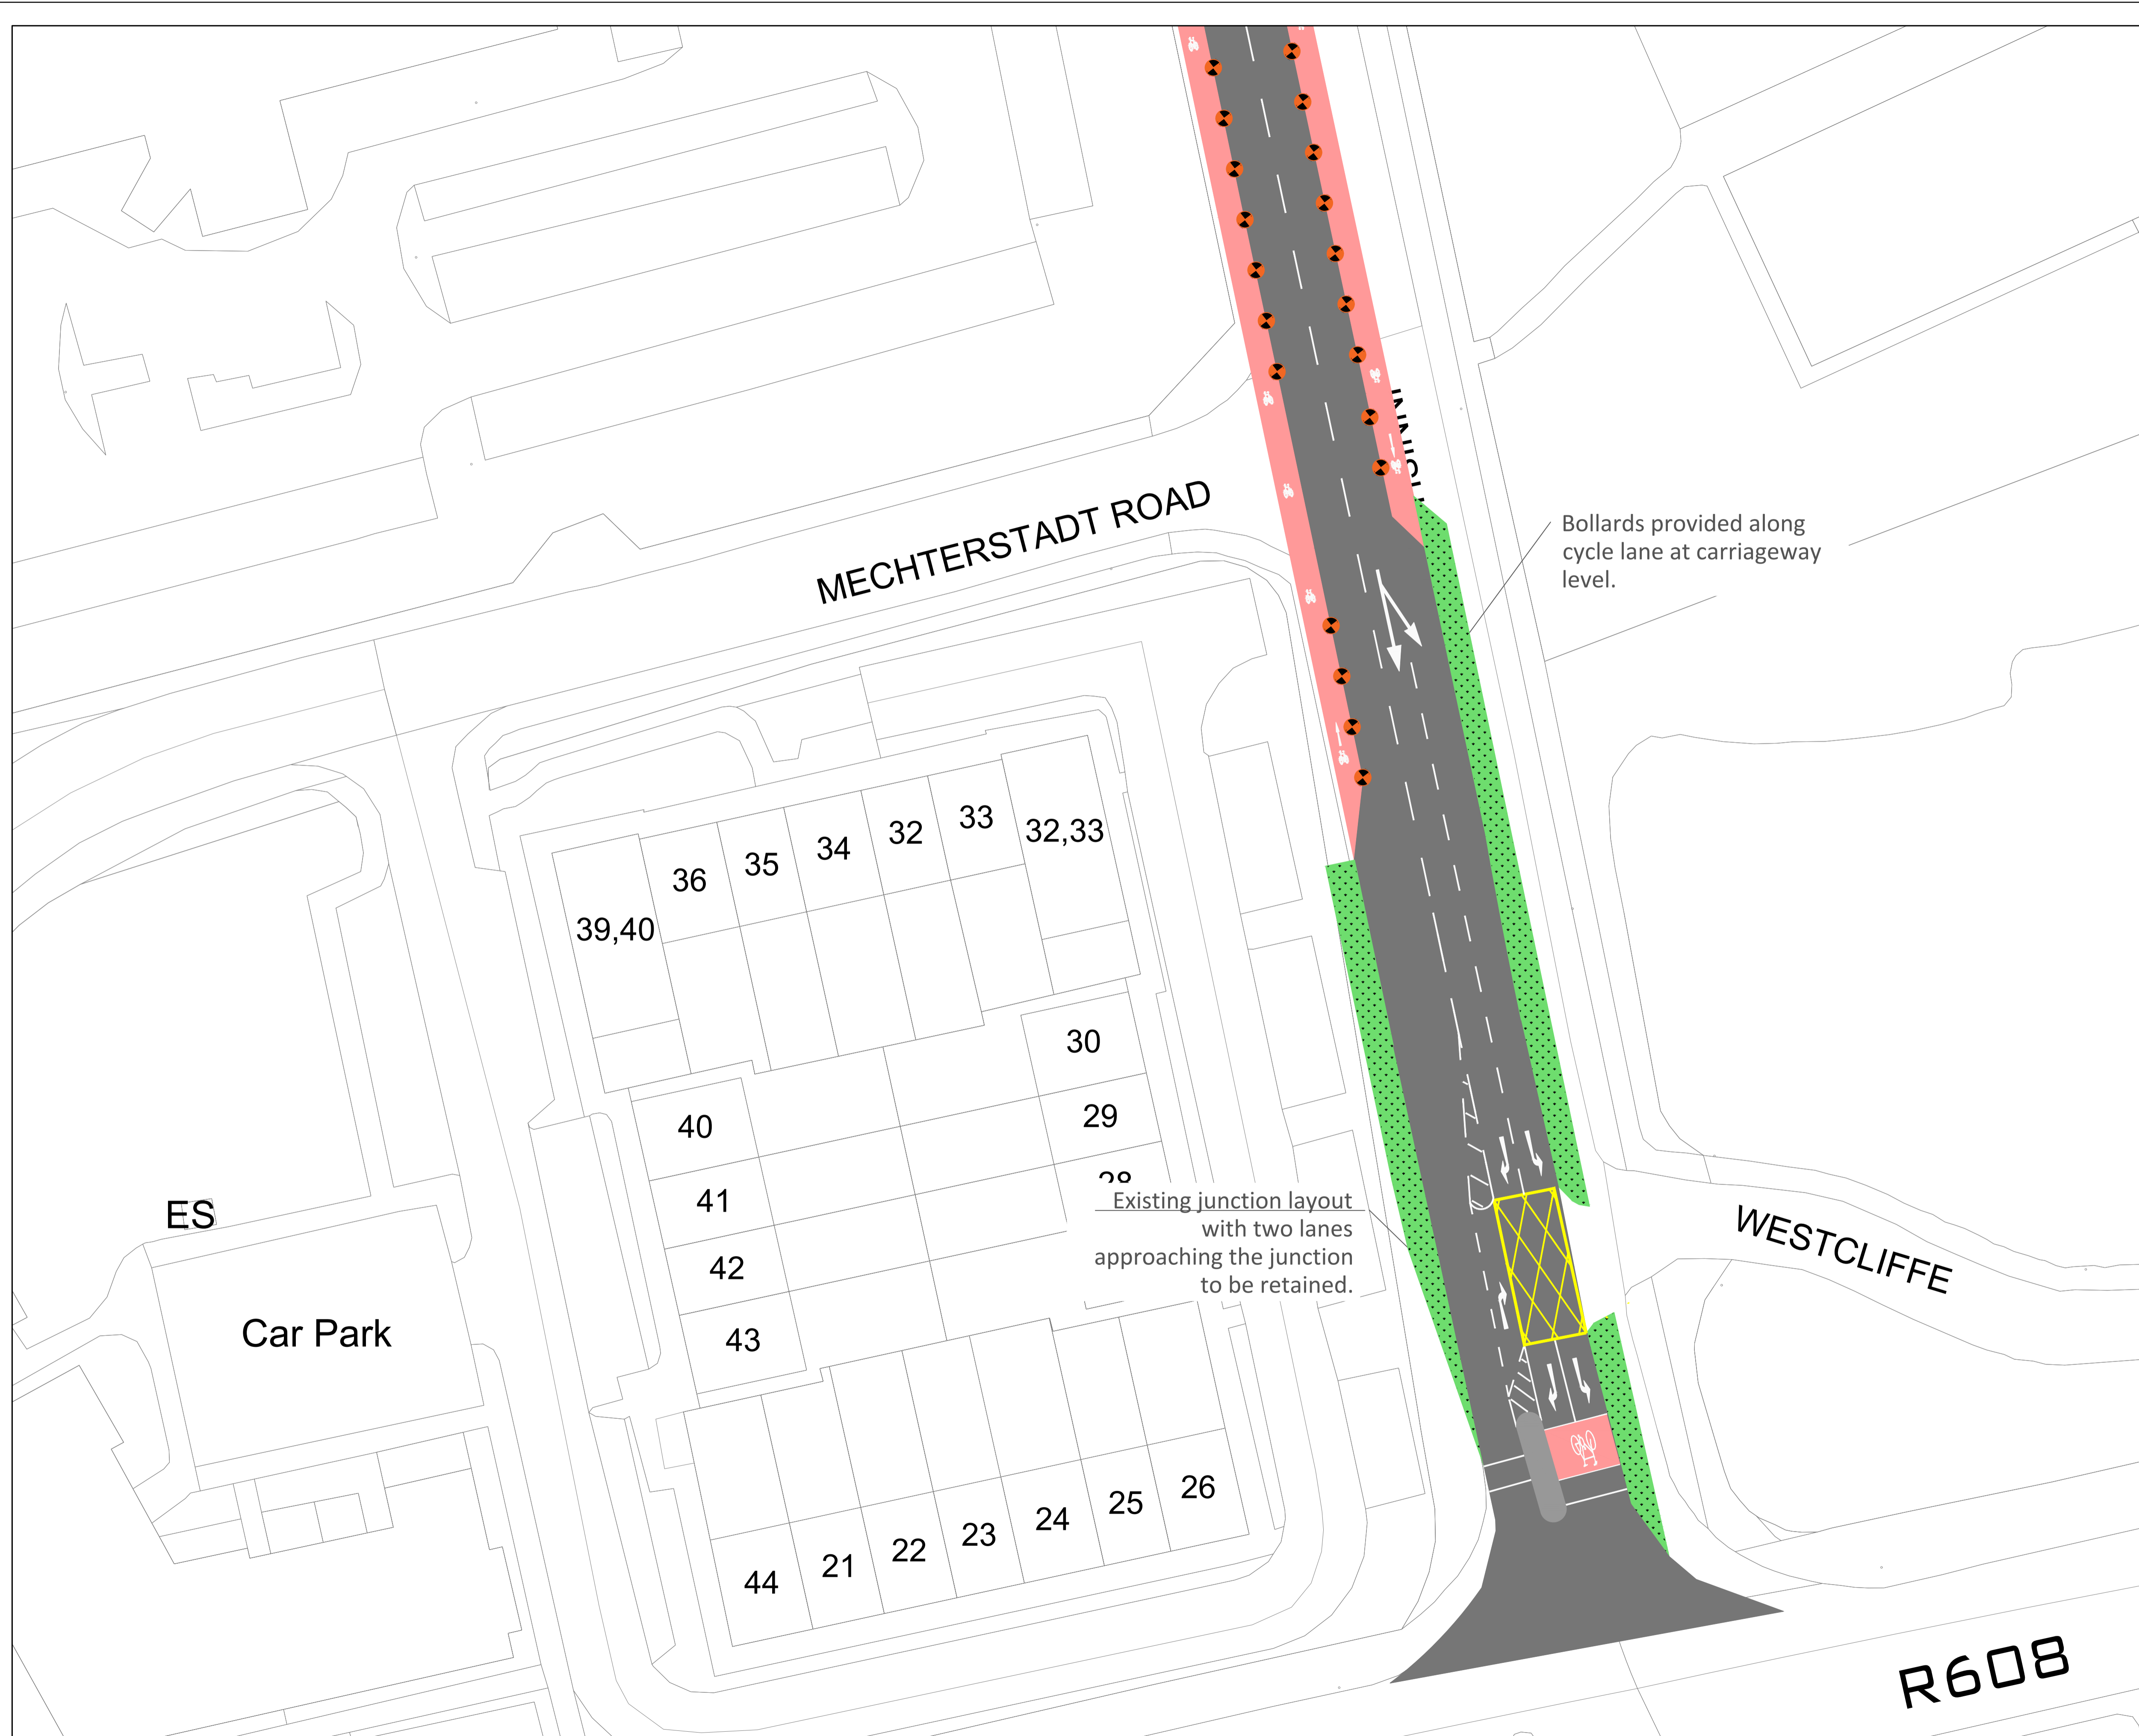 MECHTERSTADT ROAD
Bollards provided along
cycle lane at carriageway
level.
39,40
36
35
34
32
33
32,33
30
29
28
40
41
42
43
Existing junction layout
with two lanes
approaching the junction
to be retained.
ES
Car Park
WESTCLIFFE
44
21
22
23
24
25
26
R608